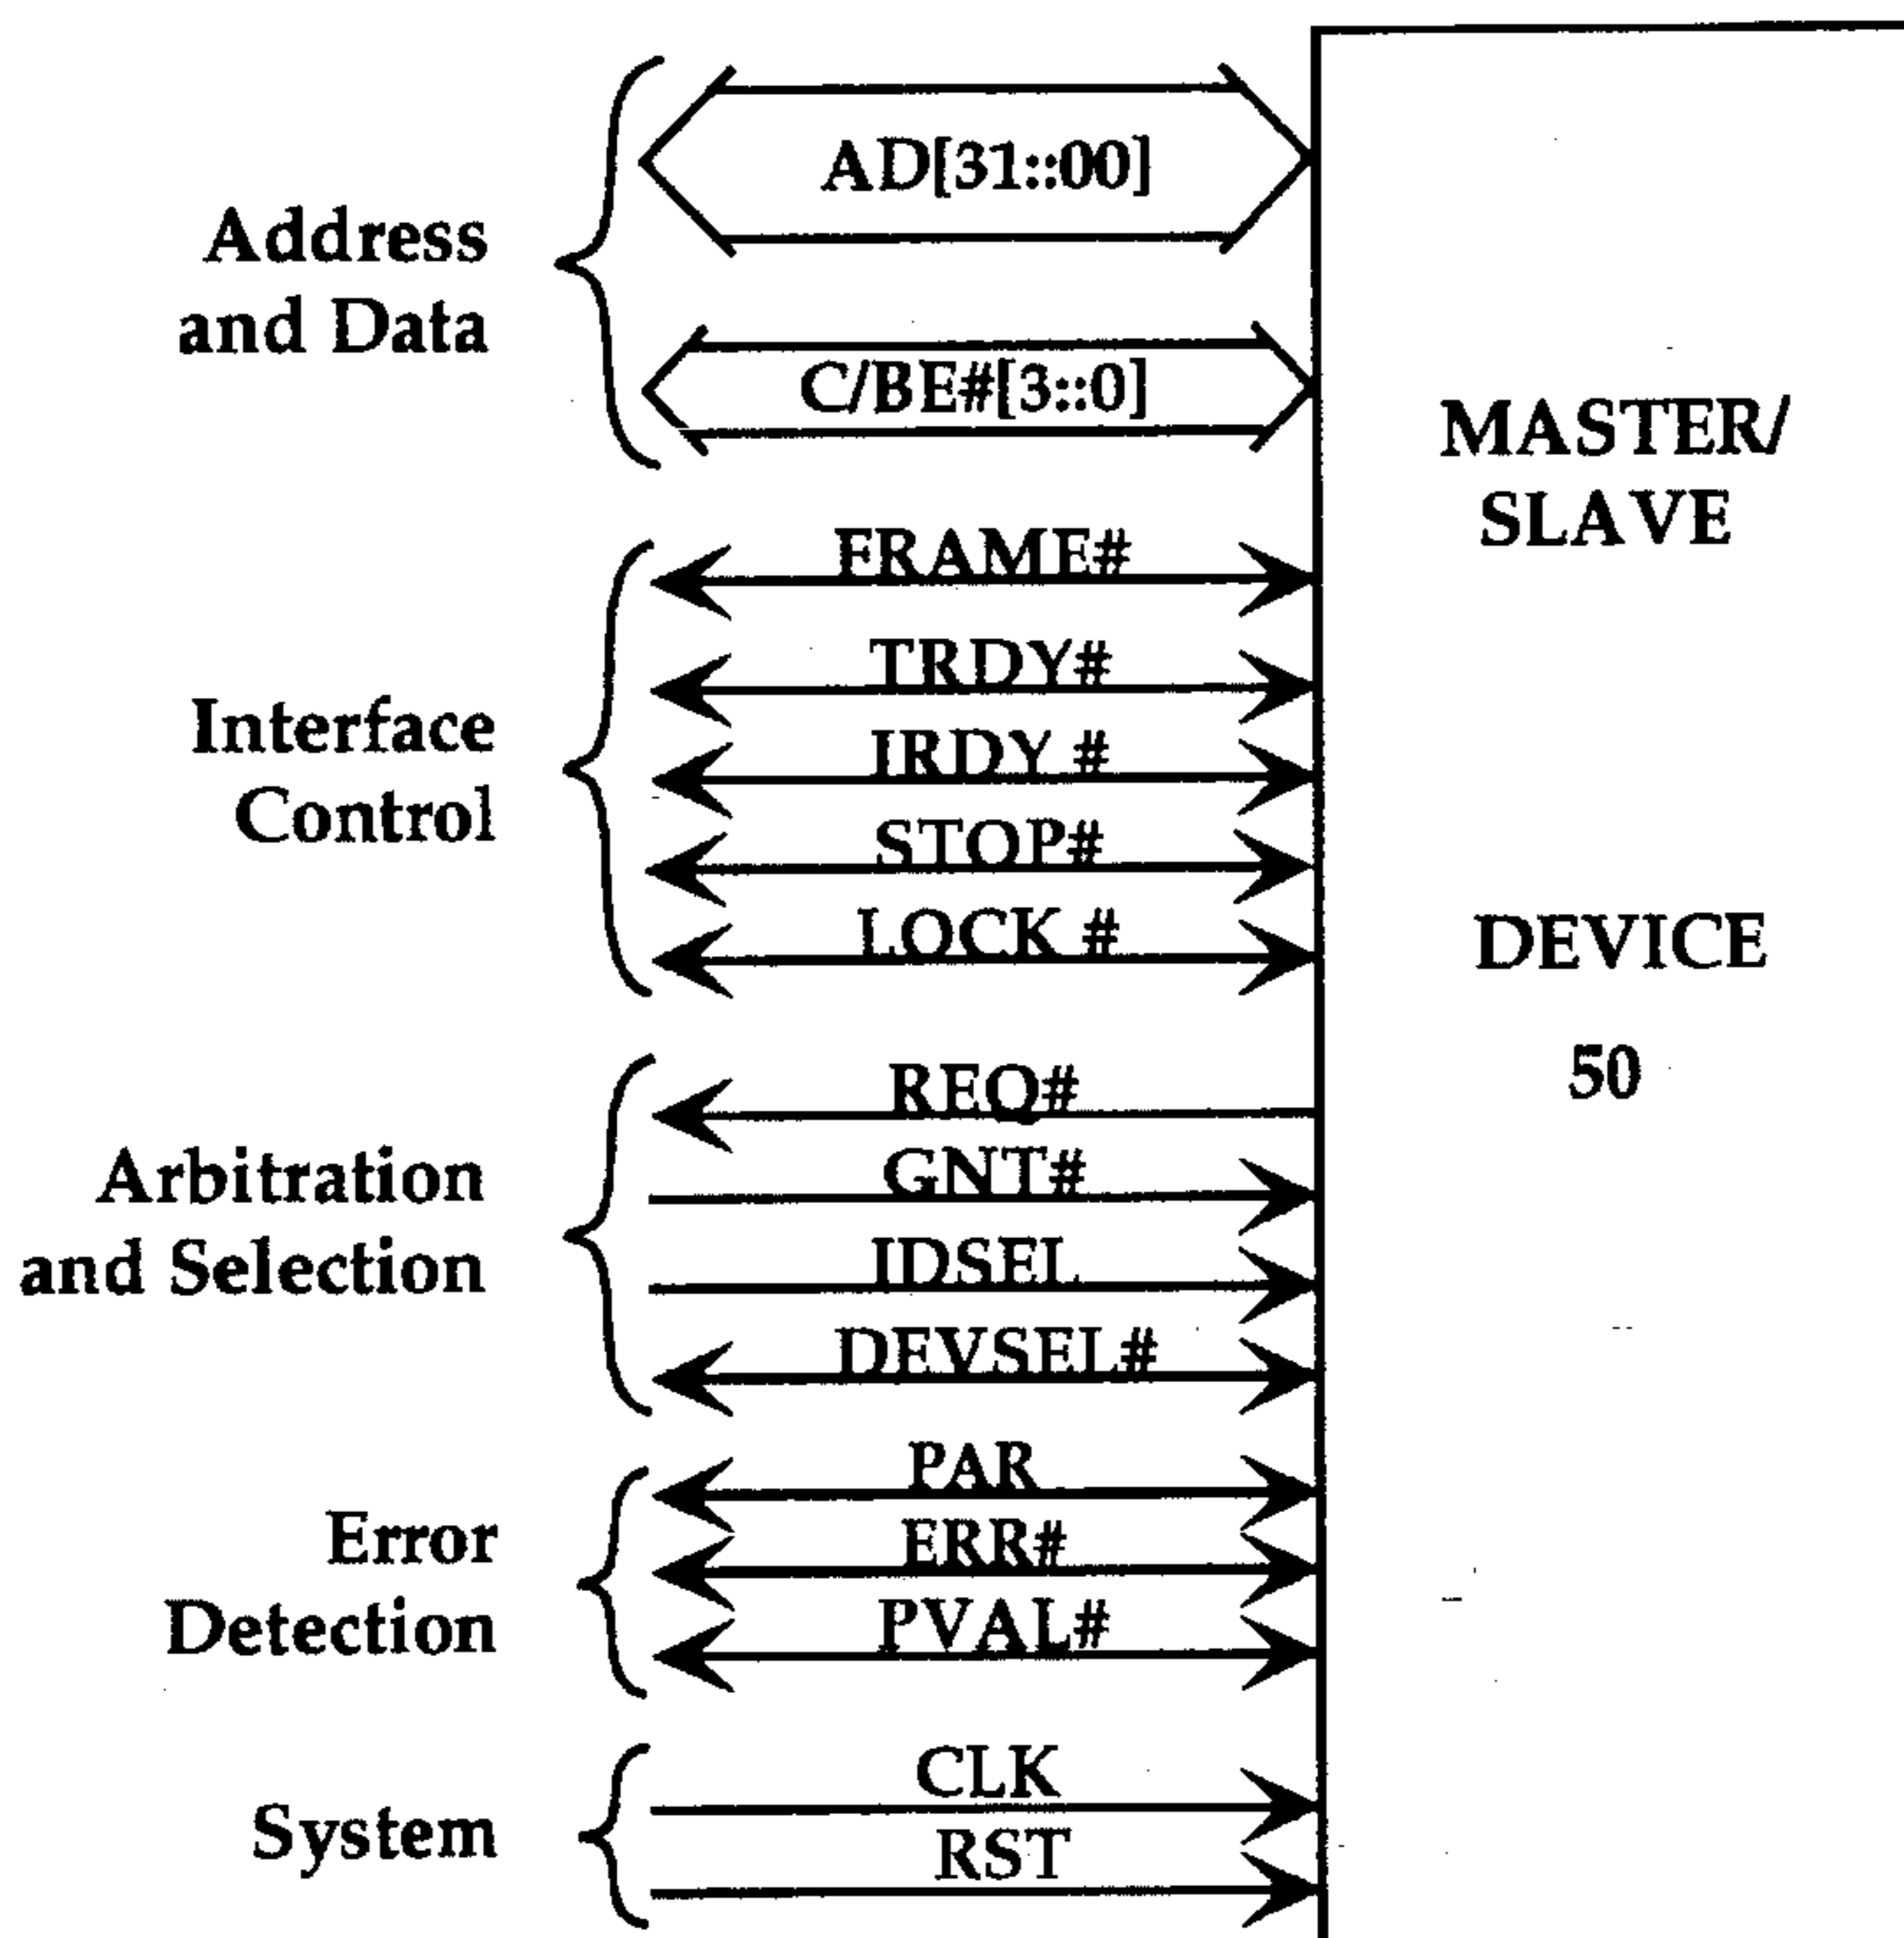 Address
and Data
AD[31::00]
C/BE#[3::0]
MASTER/
SLAVE
DEVICE
50
Interface
Control
FRAME#
TRDY#
IRDY #
STOP#
LOCK #
Arbitration
and Selection
REQ#
GNT#
IDSEL
DEVSEL#
Error
Detection
PAR
ERR#
PVAL#
System
CLK
RST